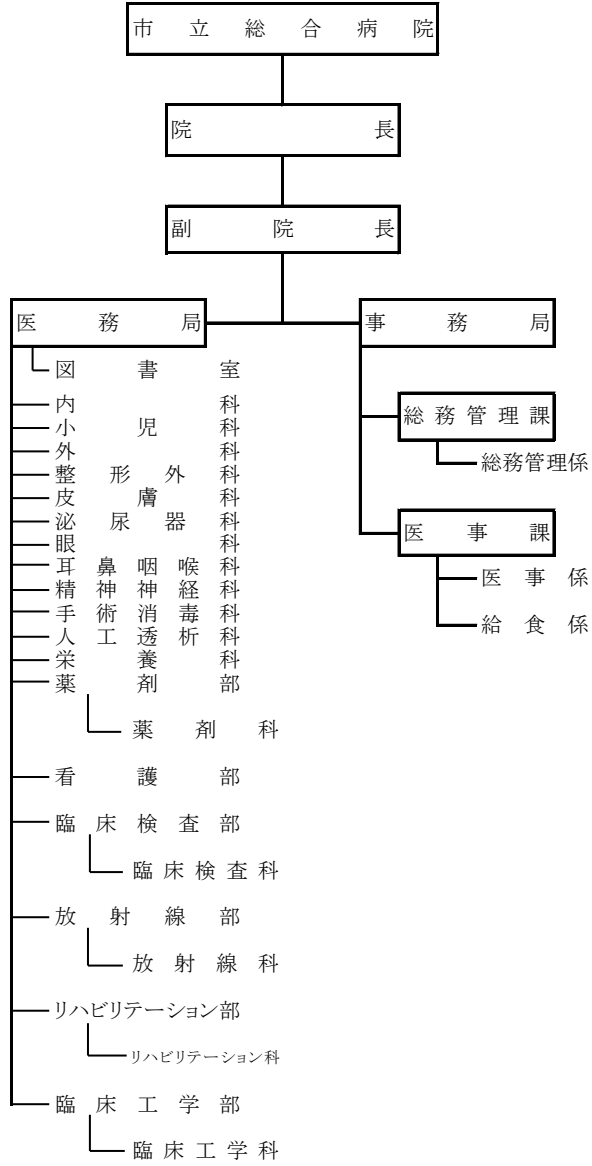 市立総合病院
院長
副院長
医務局
図書室
内科
小児科
外科
整形外科
皮膚科
泌尿器科
眼科
耳鼻咽喉科
精神神経科
手術消毒科
人工透析科
栄養科
薬剤部
薬剤科
看護部
臨床検査部
臨床検査科
放射線部
放射線科
リハビリテーション部
リハビリテーション科
臨床工学部
臨床工学科
事務局
総務管理課
総務管理係
医事課
医事係
給食係